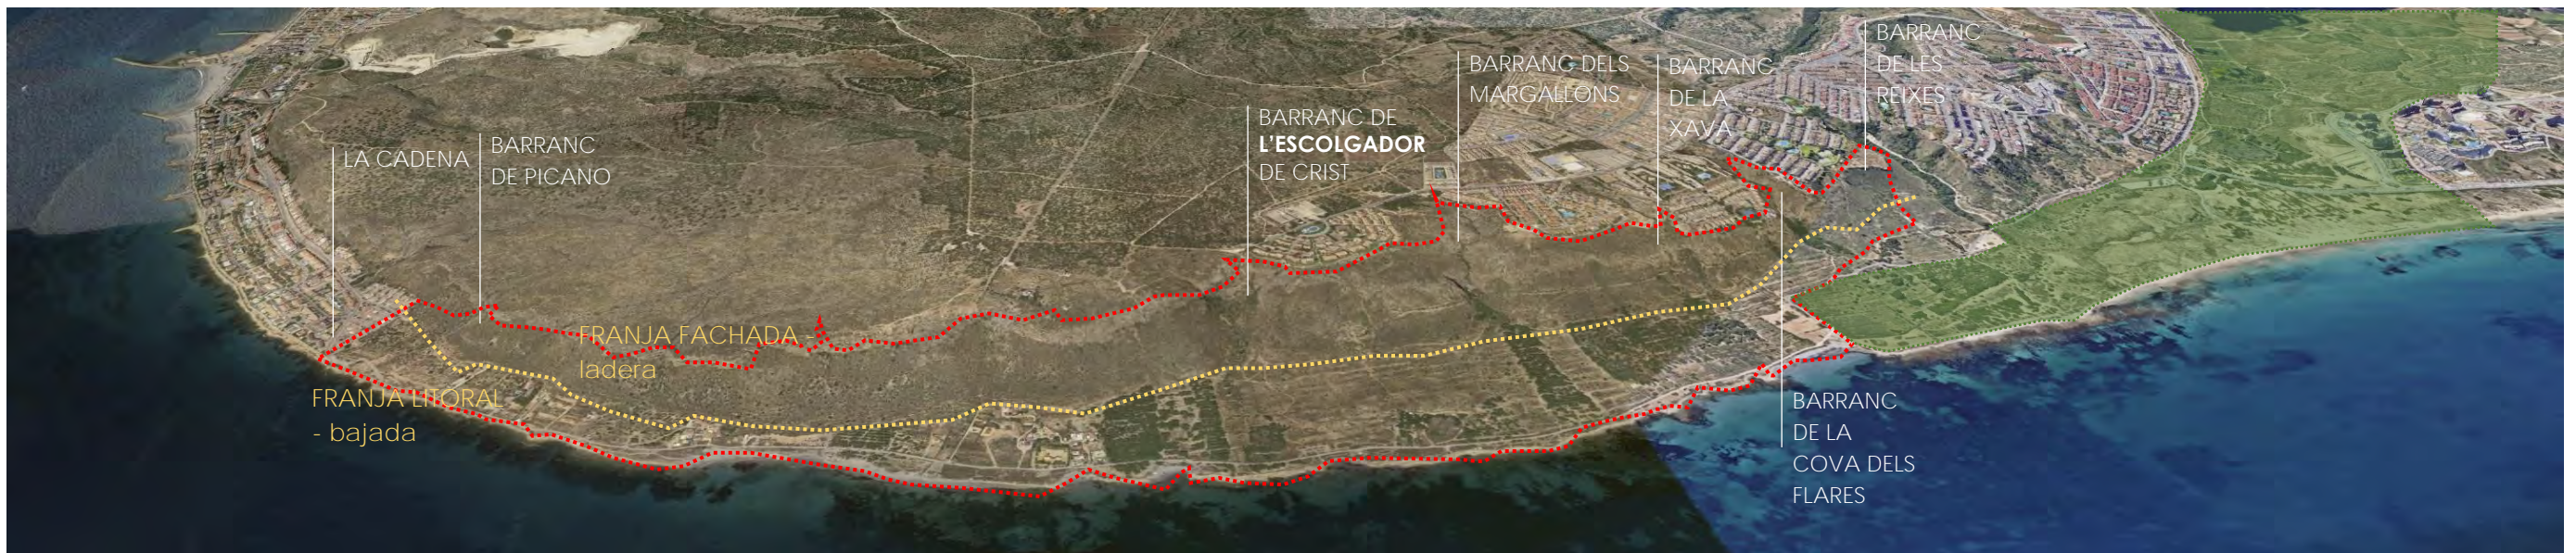 LA CADENA
BARRANC
DE PICANO
FRANJA FACHADA -
ladera
FRANJA LITORAL
- bajada
BARRANC DE
L'ESCOLGADOR
DE CRIST
BARRANC DELS
MARGALLONS
BARRANC
DE LA
XAVA
BARRANC
DE LES
REIXES
BARRANC
DE LA
COVA DELS
FLARES